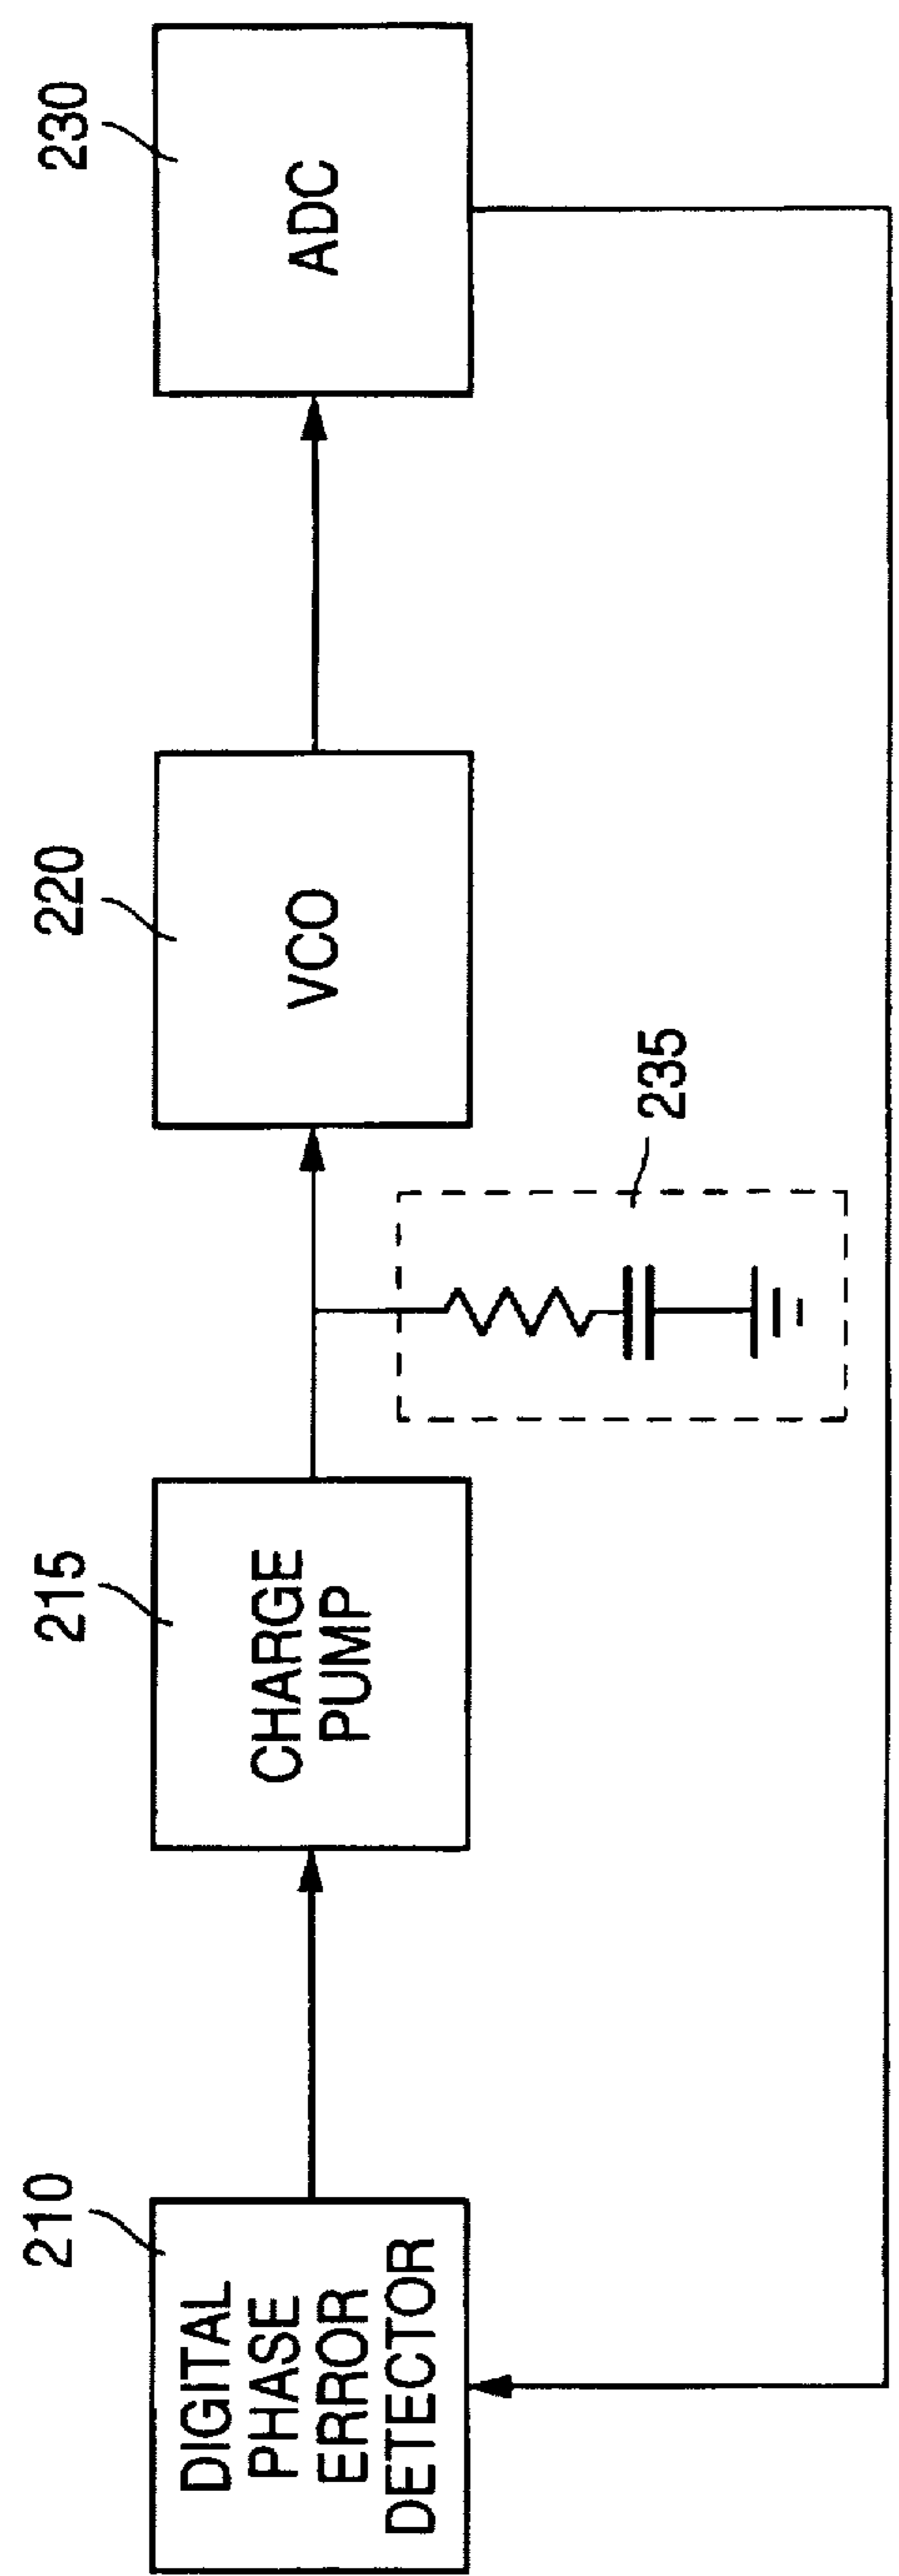 210
DIGITAL
PHASE
ERROR
DETECTOR
215
CHARGE
PUMP
235
220
VCO
230
ADC